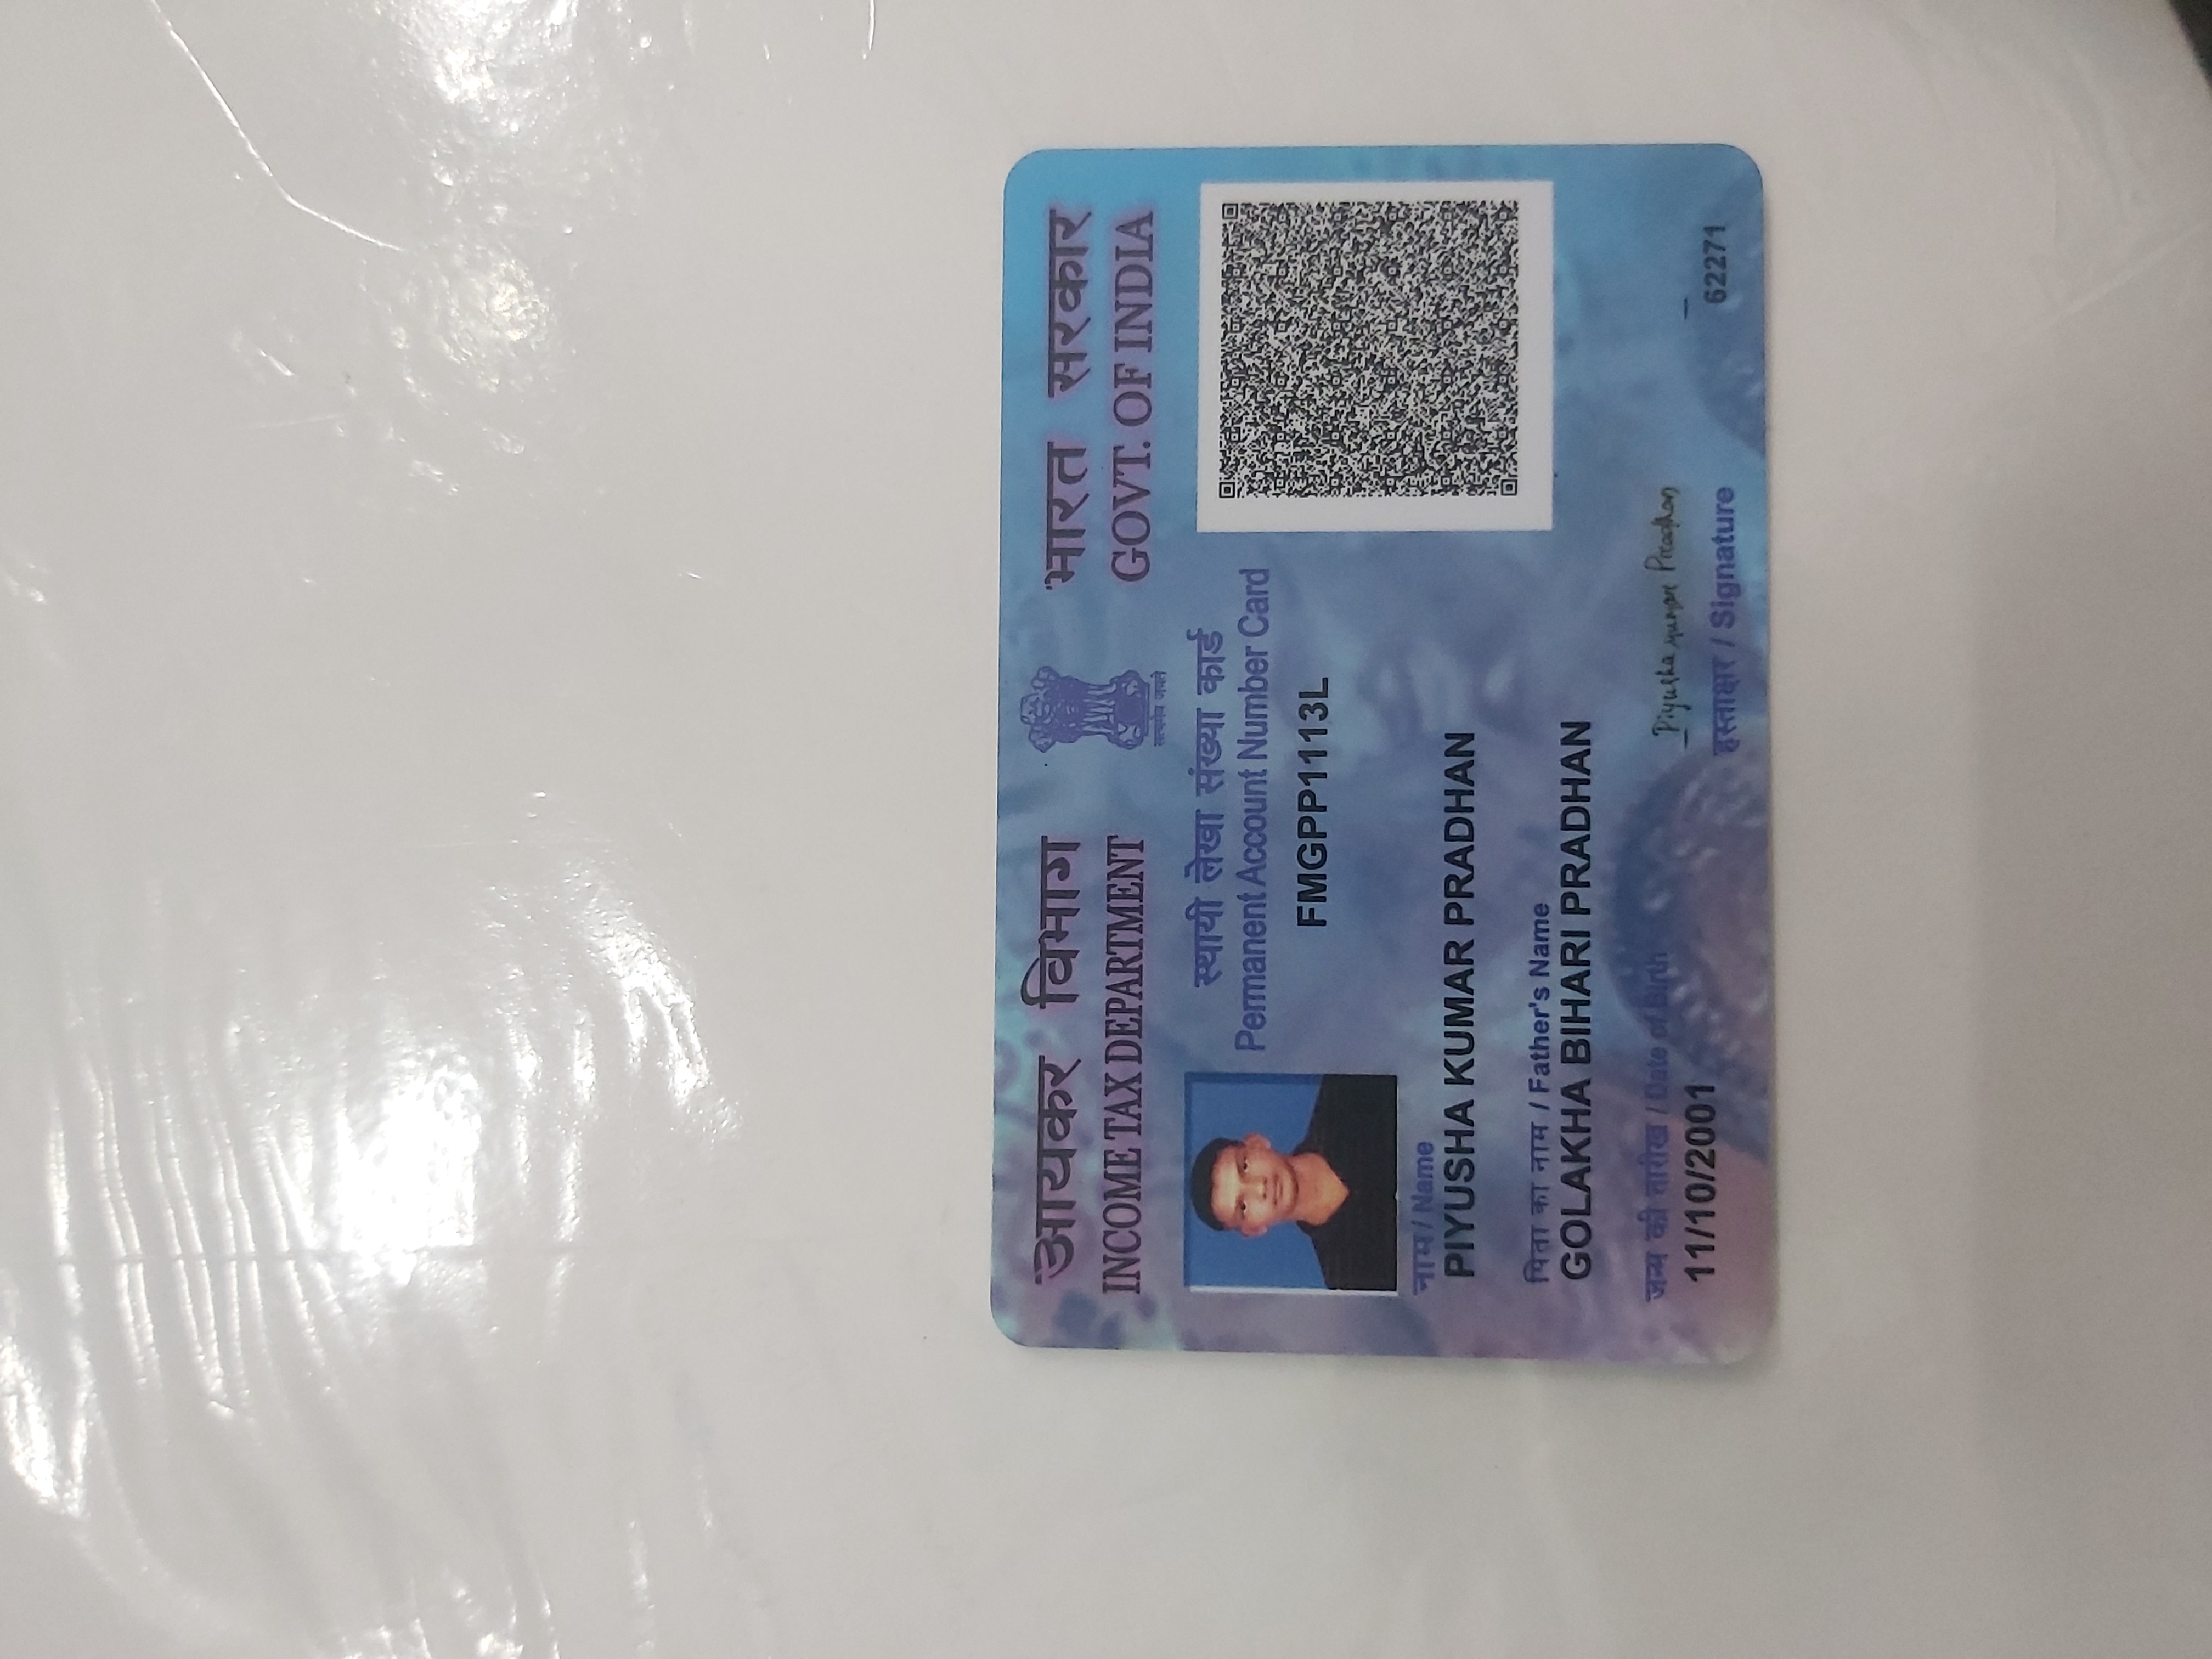 आयकर विभाग
INCOME TAX DEPARTMENT
सत्यमेव जयते
भारत सरकार
GOVT. OF INDIA
स्थायी लेखा संख्या कार्ड
Permanent Account Number Card
FMGPP1113L
नाम / Name
PIYUSHA KUMAR PRADHAN
पिता का नाम / Father's Name
GOLAKHA BIHARI PRADHAN
जन्म की तारीख / Date of Birth
11/10/2001
Piyusha kumar Pradhan
हस्ताक्षर / Signature
62271